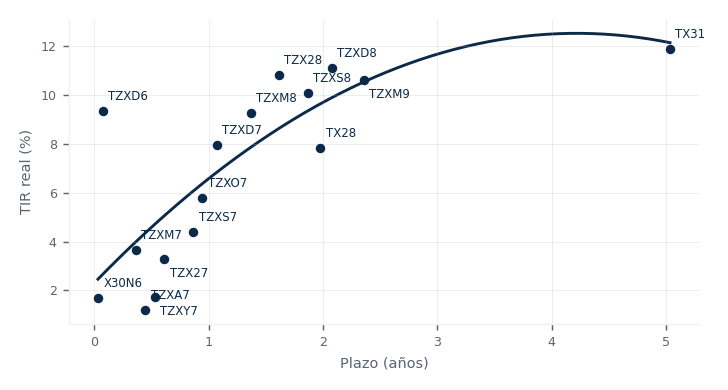 TX31
TZXD8
TZX28
TZXS8
TZXD6
TZXM8
TZXM9
TZXD7
TX28
TZXO7
TZXS7
TZXM7
TZX27
X30N6
TZXA7
TZXY7
12
10
8
6
4
2
TIR real (%)
0 1 2 3 4 5
Plazo (años)